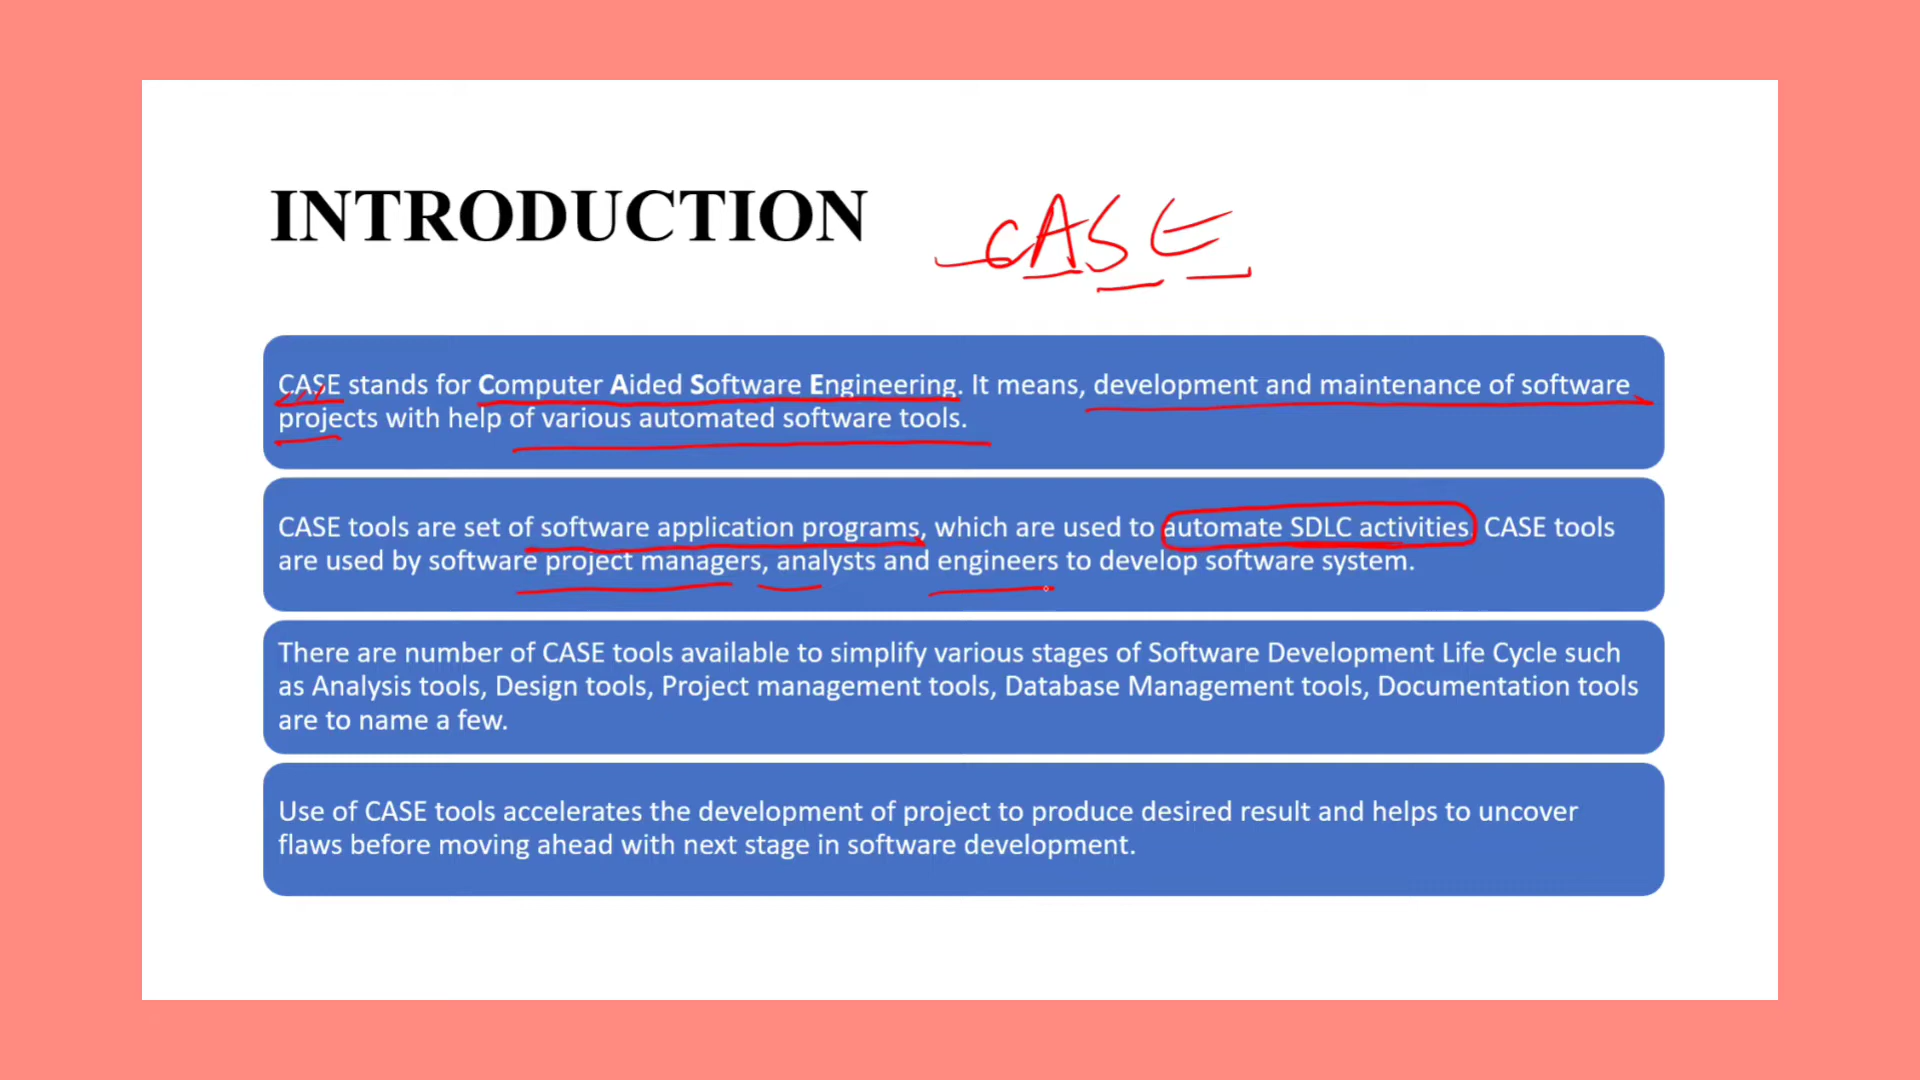 INTRODUCTION
CASE
CASE stands for Computer Aided Software Engineering. It means, development and maintenance of software
projects with help of various automated software tools.
CASE tools are set of software application programs, which are used to automate SDLC activities. CASE tools
are used by software project managers, analysts and engineers to develop software system.
There are number of CASE tools available to simplify various stages of Software Development Life Cycle such
as Analysis tools, Design tools, Project management tools, Database Management tools, Documentation tools
are to name a few.
Use of CASE tools accelerates the development of project to produce desired result and helps to uncover
flaws before moving ahead with next stage in software development.